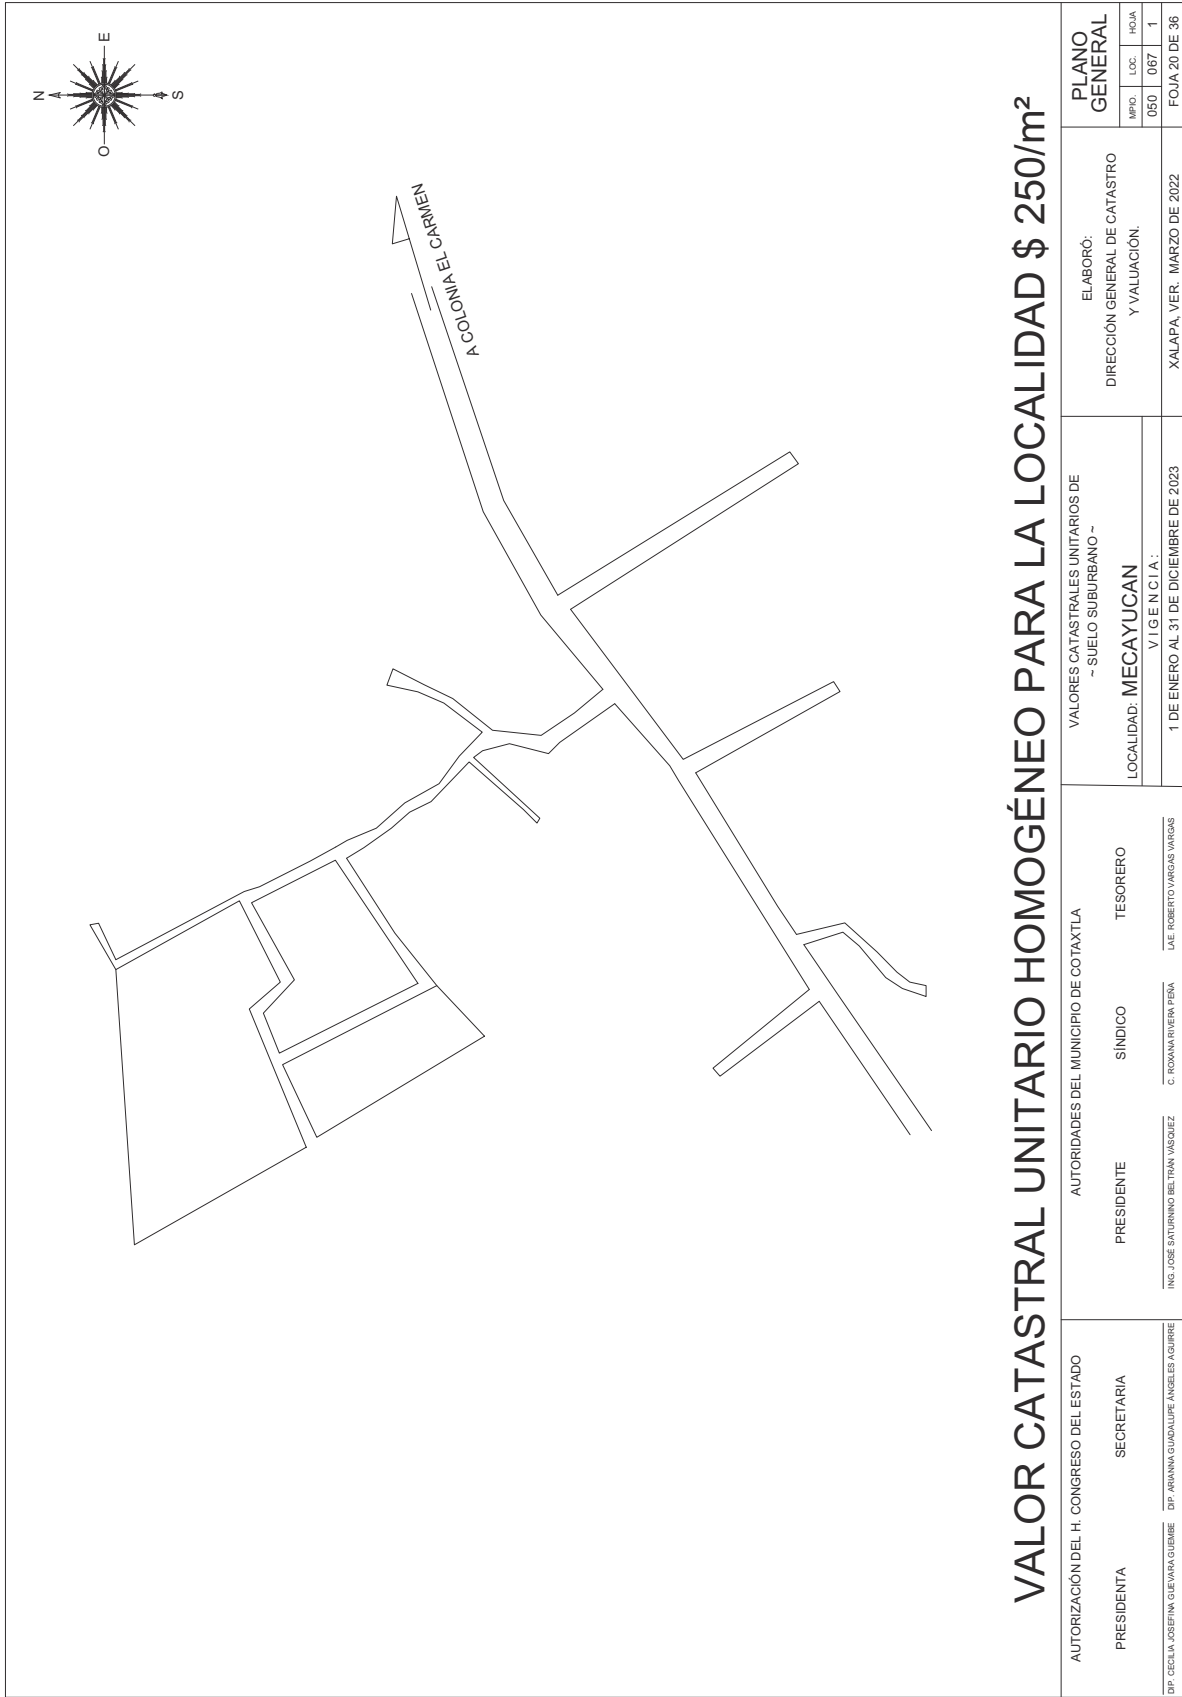 N
E
S
O
A COLONIA EL CARMEN
VALOR CATASTRAL UNITARIO HOMOGÉNEO PARA LA LOCALIDAD $ 250/m²
AUTORIZACIÓN DEL H. CONGRESO DEL ESTADO
PRESIDENTA
SECRETARIA
DIP. CECILIA JOSEFINA GUEVARA GUEMBE
DIP. ARIANNA GUADALUPE ÁNGELES AGUIRRE
AUTORIDADES DEL MUNICIPIO DE COTAXTLA
PRESIDENTE
SÍNDICO
TESORERO
ING. JOSÉ SATURNINO BELTRÁN VÁSQUEZ
C. ROXANA RIVERA PEÑA
LAE. ROBERTO VARGAS VARGAS
VALORES CATASTRALES UNITARIOS DE
~ SUELO SUBURBANO ~
LOCALIDAD: MECAYUCAN
V I G E N C I A :
1 DE ENERO AL 31 DE DICIEMBRE DE 2023
ELABORÓ:
DIRECCIÓN GENERAL DE CATASTRO
Y VALUACIÓN.
XALAPA, VER. MARZO DE 2022
PLANO
GENERAL
MPIO. LOC. HOJA
050 067 1
FOJA 20 DE 36